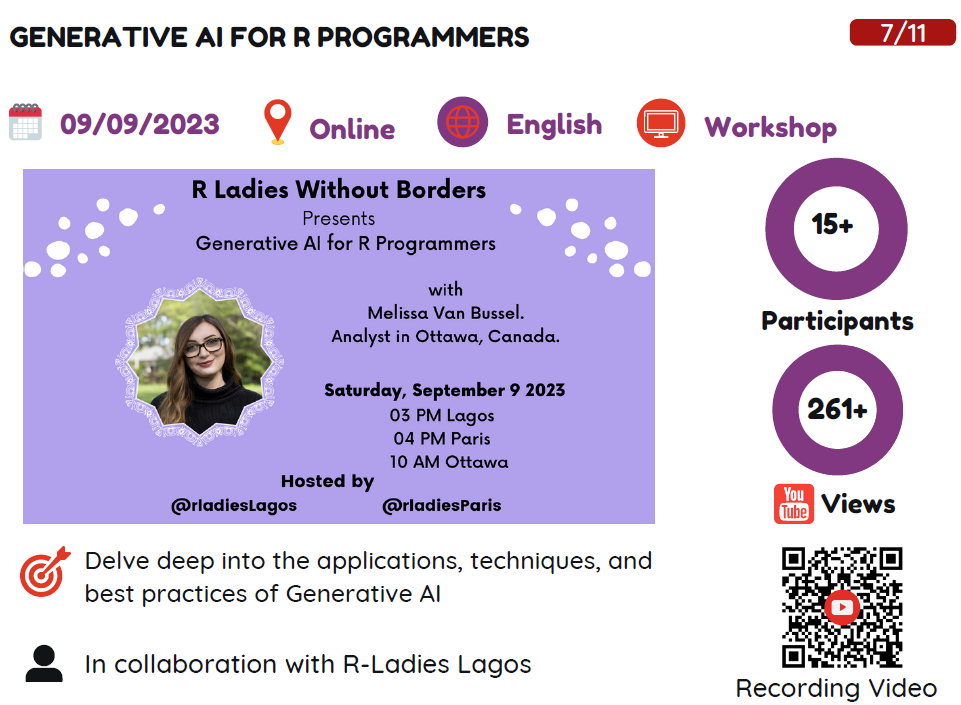 GENERATIVE AI FOR R PROGRAMMERS
7/11
09/09/2023
Online
English
Workshop
R Ladies Without Borders
Presents
Generative AI for R Programmers
with
Melissa Van Bussel.
Analyst in Ottawa, Canada.
Saturday, September 9 2023
03 PM Lagos
04 PM Paris
10 AM Ottawa
Hosted by
@rladiesLagos
@rladiesParis
15+
Participants
261+
You
Tube
Views
Delve deep into the applications, techniques, and
best practices of Generative AI
In collaboration with R-Ladies Lagos
Recording Video